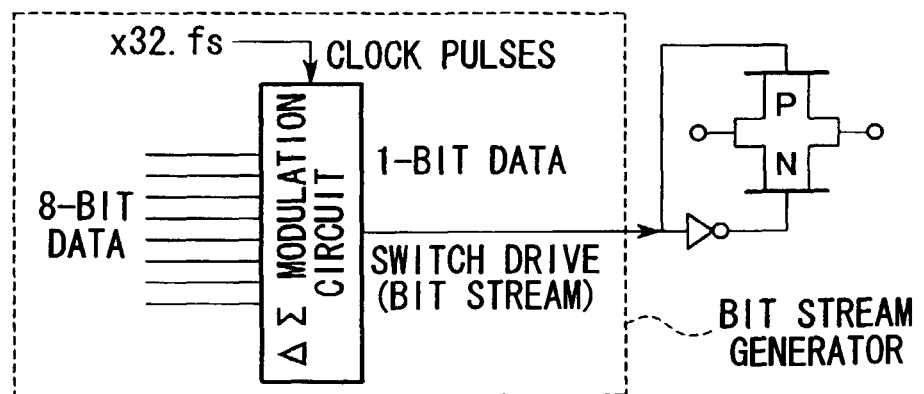 x32. fs
CLOCK PULSES
8-BIT
DATA
ΔΣ MODULATION
CIRCUIT
1-BIT DATA
SWITCH DRIVE
(BIT STREAM)
P
N
BIT STREAM
GENERATOR